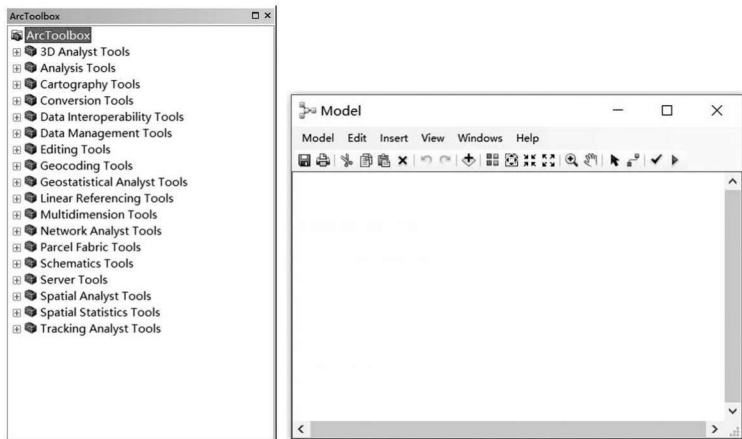 ArcToolbox
ArcToolbox
3D Analyst Tools
Analysis Tools
Cartography Tools
Conversion Tools
Data Interoperability Tools
Data Management Tools
Editing Tools
Geocoding Tools
Geostatistical Analyst Tools
Linear Referencing Tools
Multidimension Tools
Network Analyst Tools
Parcel Fabric Tools
Schematics Tools
Server Tools
Spatial Analyst Tools
Spatial Statistics Tools
Tracking Analyst Tools
Model
Model Edit Insert View Windows Help